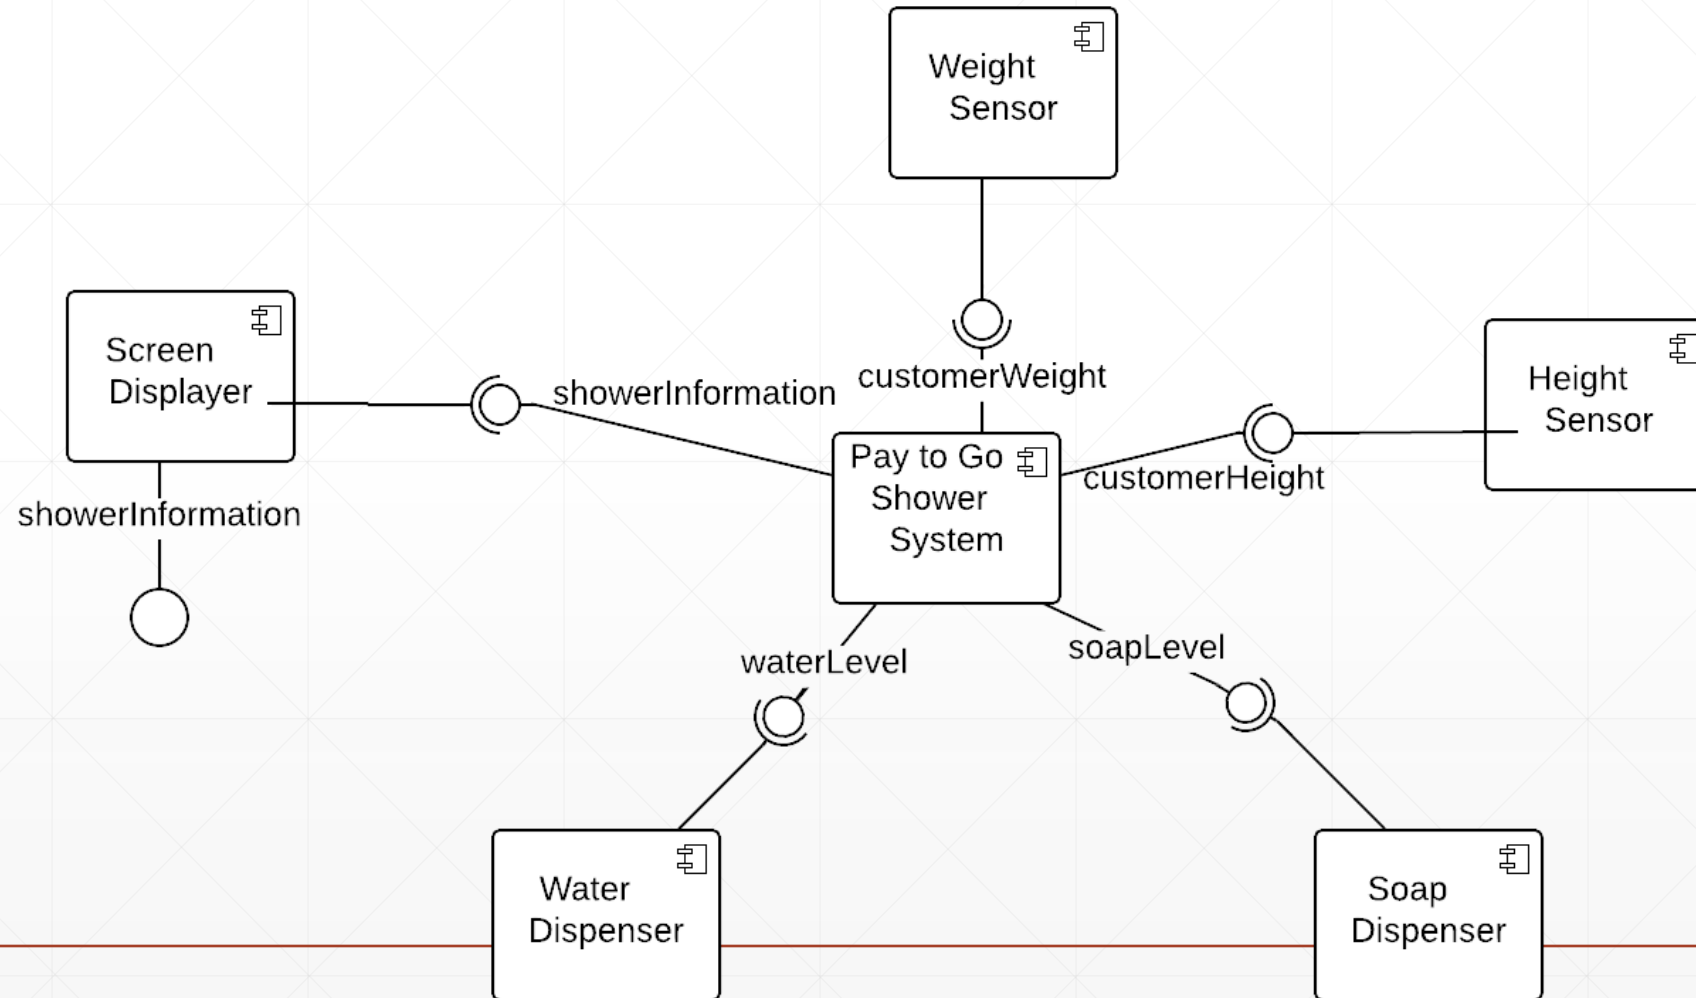 Weight
Sensor
Screen
Displayer
showerInformation
customerWeight
Height
Sensor
Pay to Go
Shower
System
customerHeight
showerInformation
waterLevel
soapLevel
Water
Dispenser
Soap
Dispenser